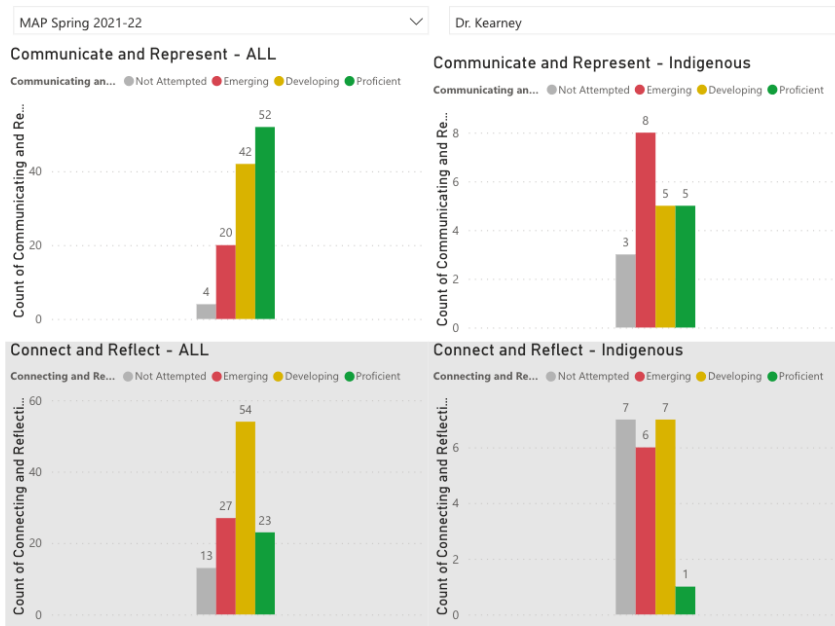 MAP Spring 2021-22
Dr. Kearney
Communicate and Represent - ALL
Communicating an... Not Attempted Emerging Developing Proficient
Count of Communicating and Re...
40
20
0
4
20
42
52
Communicate and Represent - Indigenous
Communicating an... Not Attempted Emerging Developing Proficient
Count of Communicating and Re...
8
6
4
2
0
3
8
5
5
Connect and Reflect - ALL
Connecting and Re... Not Attempted Emerging Developing Proficient
Count of Connecting and Reflecti...
60
40
20
0
13
27
54
23
Connect and Reflect - Indigenous
Connecting and Re... Not Attempted Emerging Developing Proficient
Count of Connecting and Reflecti...
6
4
2
0
7
6
7
1